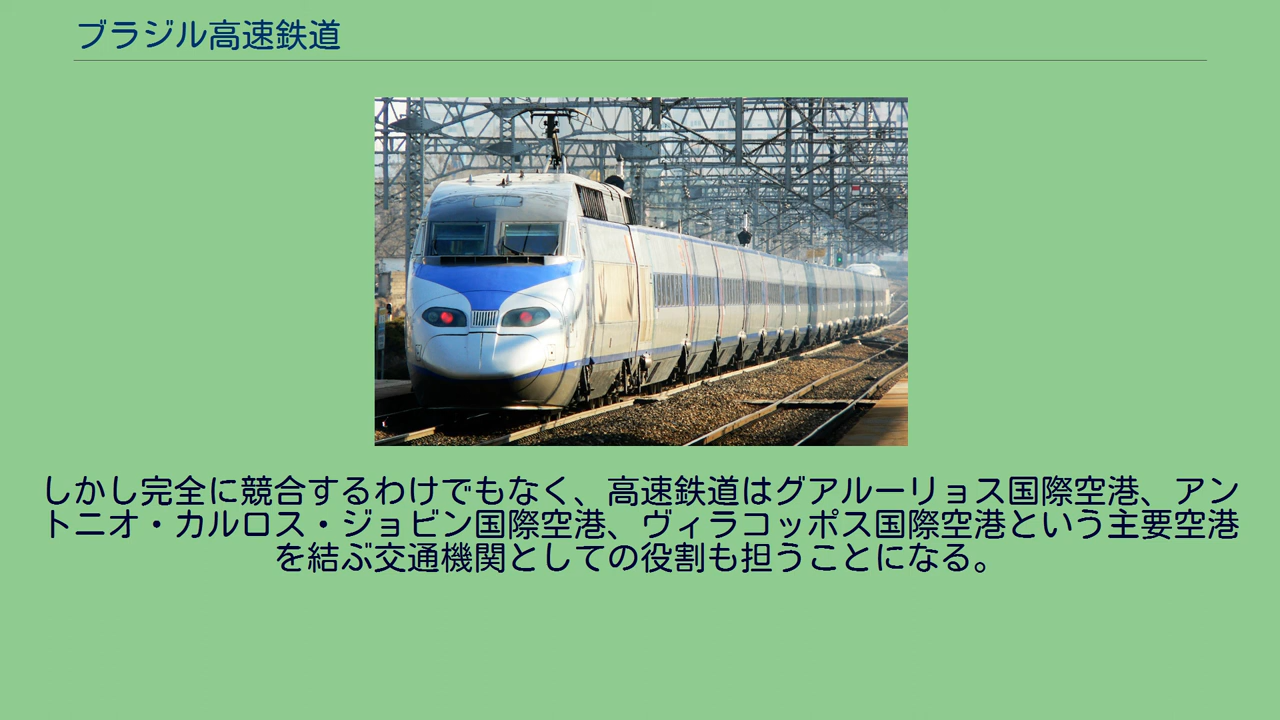 ブラジル高速鉄道
しかし完全に競合するわけでもなく、高速鉄道はグアルーリョス国際空港、アン
トニオ・カルロス・ジョビン国際空港、ヴィラコッポス国際空港という主要空港
を結ぶ交通機関としての役割も担うことになる。